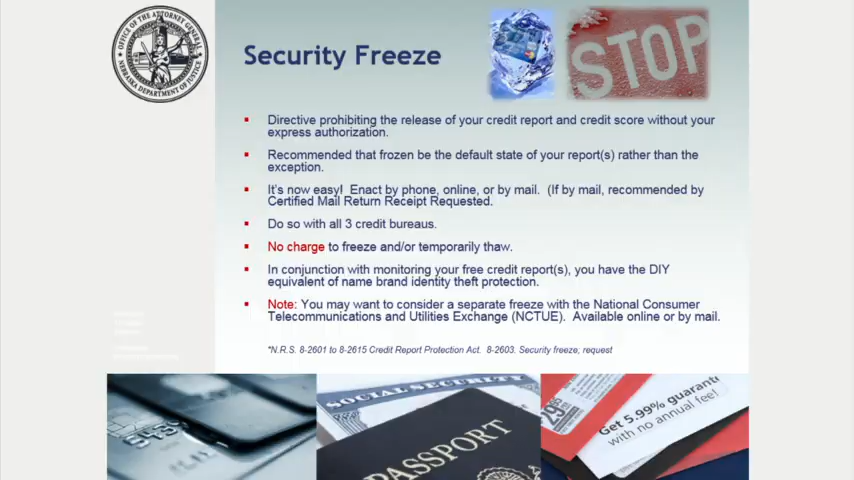 OFFICE OF THE ATTORNEY GENERAL
NEBRASKA DEPARTMENT OF JUSTICE
Security Freeze
STOP
Directive prohibiting the release of your credit report and credit score without your
express authorization.
Recommended that frozen be the default state of your report(s) rather than the
exception.
It's now easy!  Enact by phone, online, or by mail.  (If by mail, recommended by
Certified Mail Return Receipt Requested.
Do so with all 3 credit bureaus.
No charge to freeze and/or temporarily thaw.
In conjunction with monitoring your free credit report(s), you have the DIY
equivalent of name brand identity theft protection.
Note: You may want to consider a separate freeze with the National Consumer
Telecommunications and Utilities Exchange (NCTUE).  Available online or by mail.
*N.R.S. 8-2601 to 8-2615 Credit Report Protection Act.  8-2603. Security freeze; request
SOCIAL SECURITY
PASSPORT
Get 5.99% guarant
with no annual fee!